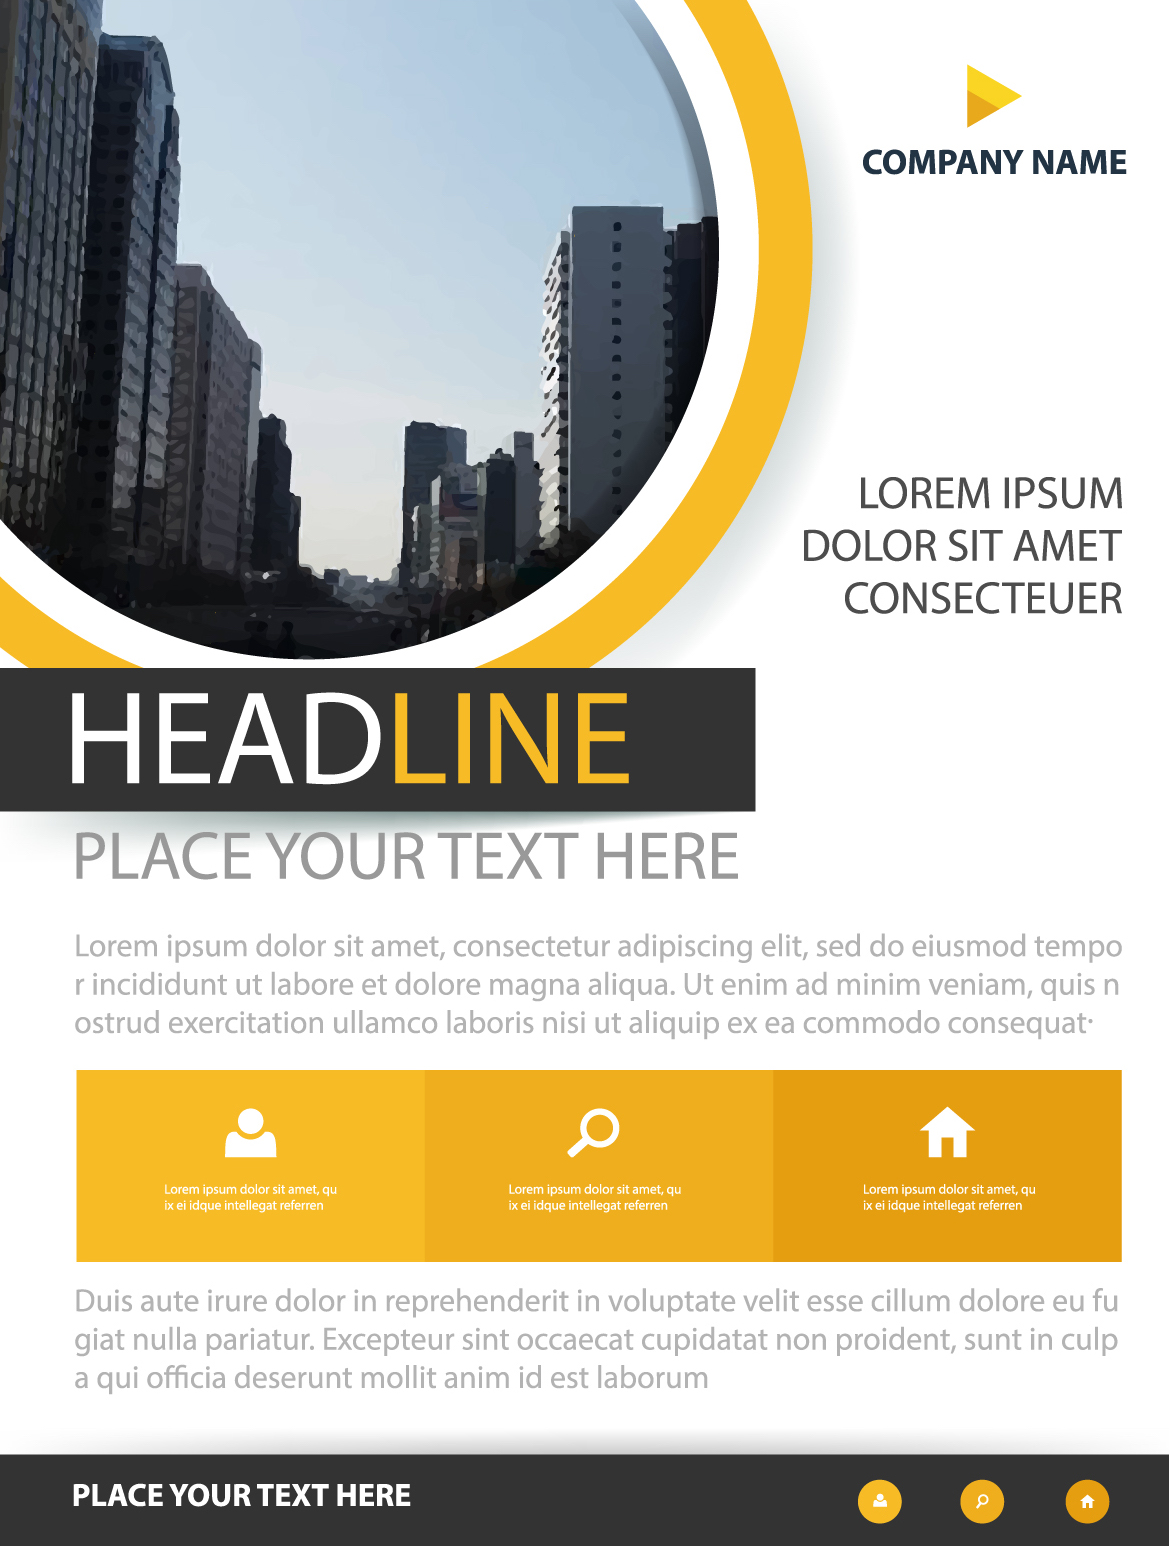 COMPANY NAME
LOREM IPSUM
DOLOR SIT AMET
CONSECTEUER
HEADLINE
PLACE YOUR TEXT HERE
Lorem ipsum dolor sit amet, consectetur adipiscing elit, sed do eiusmod tempo
r incididunt ut labore et dolore magna aliqua. Ut enim ad minim veniam, quis n
ostrud exercitation ullamco laboris nisi ut aliquip ex ea commodo consequat·
Lorem ipsum dolor sit amet, qu
ix ei idque intellegat referren
Lorem ipsum dolor sit amet, qu
ix ei idque intellegat referren
Lorem ipsum dolor sit amet, qu
ix ei idque intellegat referren
Duis aute irure dolor in reprehenderit in voluptate velit esse cillum dolore eu fu
giat nulla pariatur. Excepteur sint occaecat cupidatat non proident, sunt in culp
a qui officia deserunt mollit anim id est laborum
PLACE YOUR TEXT HERE